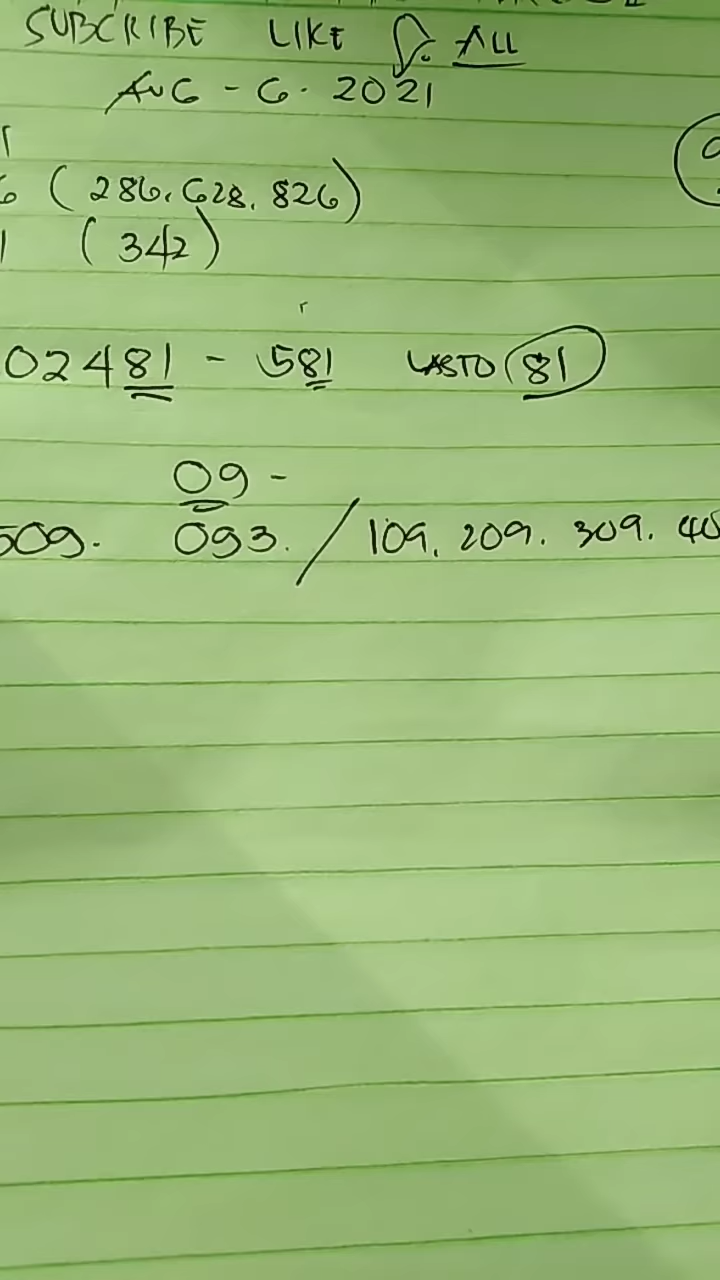 SUBCRIBE LIKE ALL
AUG - 6. 2021
6 (286. 628. 826)
1 (342)
02481 - 581 LASTO 81
09 -
509. 093. / 109. 209. 309. 40